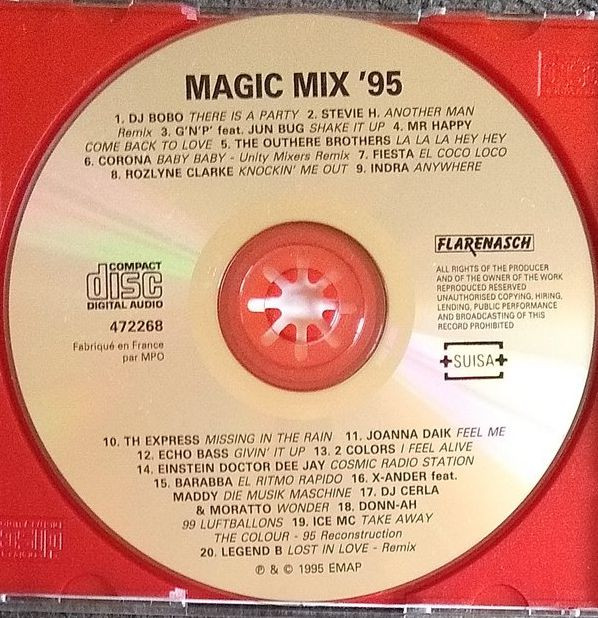 MAGIC MIX '95
1. DJ BOBO THERE IS A PARTY 2. STEVIE H. ANOTHER MAN
Remix 3. G'N'P' feat. JUN BUG SHAKE IT UP 4. MR HAPPY
COME BACK TO LOVE 5. THE OUTHERE BROTHERS LA LA LA HEY HEY
6. CORONA BABY BABY - Unity Mixers Remix 7. FIESTA EL COCO LOCO
8. ROZLYNE CLARKE KNOCKIN' ME OUT 9. INDRA ANYWHERE
COMPACT
disc
DIGITAL AUDIO
472268
Fabriqué en France
par MPO
FLARENASCH
ALL RIGHTS OF THE PRODUCER
AND OF THE OWNER OF THE WORK
REPRODUCED RESERVED
UNAUTHORISED COPYING, HIRING,
LENDING, PUBLIC PERFORMANCE
AND BROADCASTING OF THIS
RECORD PROHIBITED
SUISA
10. TH EXPRESS MISSING IN THE RAIN 11. JOANNA DAIK FEEL ME
12. ECHO BASS GIVIN' IT UP 13. 2 COLORS I FEEL ALIVE
14. EINSTEIN DOCTOR DEE JAY COSMIC RADIO STATION
15. BARABBA EL RITMO RAPIDO 16. X-ANDER feat.
MADDY DIE MUSIK MASCHINE 17. DJ CERLA
& MORATTO WONDER 18. DONN-AH
99 LUFTBALLONS 19. ICE MC TAKE AWAY
THE COLOUR - 95 Reconstruction
20. LEGEND B LOST IN LOVE - Remix
℗ & © 1995 EMAP